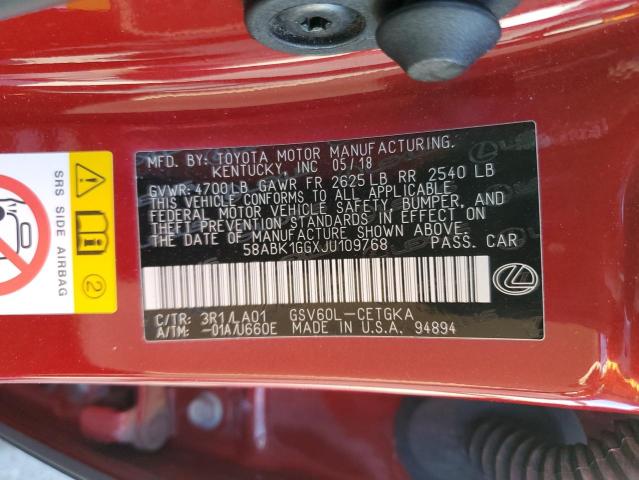 MFD. BY: TOYOTA MOTOR MANUFACTURING.
KENTUCKY, INC 05/18
GVWR: 4700LB GAWR FR 2625LB RR 2540 LB
THIS VEHICLE CONFORMS TO ALL APPLICABLE
FEDERAL MOTOR VEHICLE SAFETY, BUMPER, AND
THEFT PREVENTION STANDARDS IN EFFECT ON
THE DATE OF MANUFACTURE SHOWN ABOVE.
58ABK1GGXJU109768 PASS. CAR
C/TR: 3R1/LA01 GSV60L-CETGKA
A/TM: -01A/U660E MADE IN U.S.A. 94894
SRS SIDE AIRBAG
2